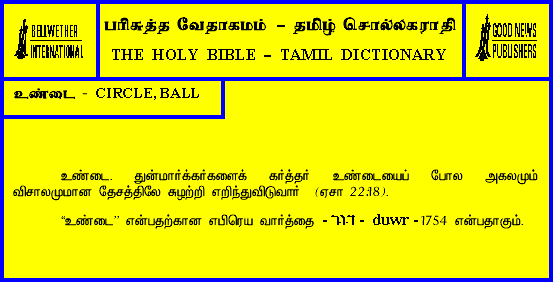 BELLWETHER
INTERNATIONAL
பரிசுத்த வேதாகமம் – தமிழ் சொல்லகராதி
THE HOLY BIBLE – TAMIL DICTIONARY
GOOD NEWS
PUBLISHERS
உண்டை - CIRCLE, BALL
உண்டை. துன்மார்க்கர்களைக் கர்த்தர் உண்டையைப் போல அகலமும்
விசாலமுமான தேசத்திலே சுழற்றி எறிந்துவிடுவார் (ஏசா 22:18).
“உண்டை” என்பதற்கான எபிரெய வார்த்தை - דּוּר - duwr - 1754 என்பதாகும்.